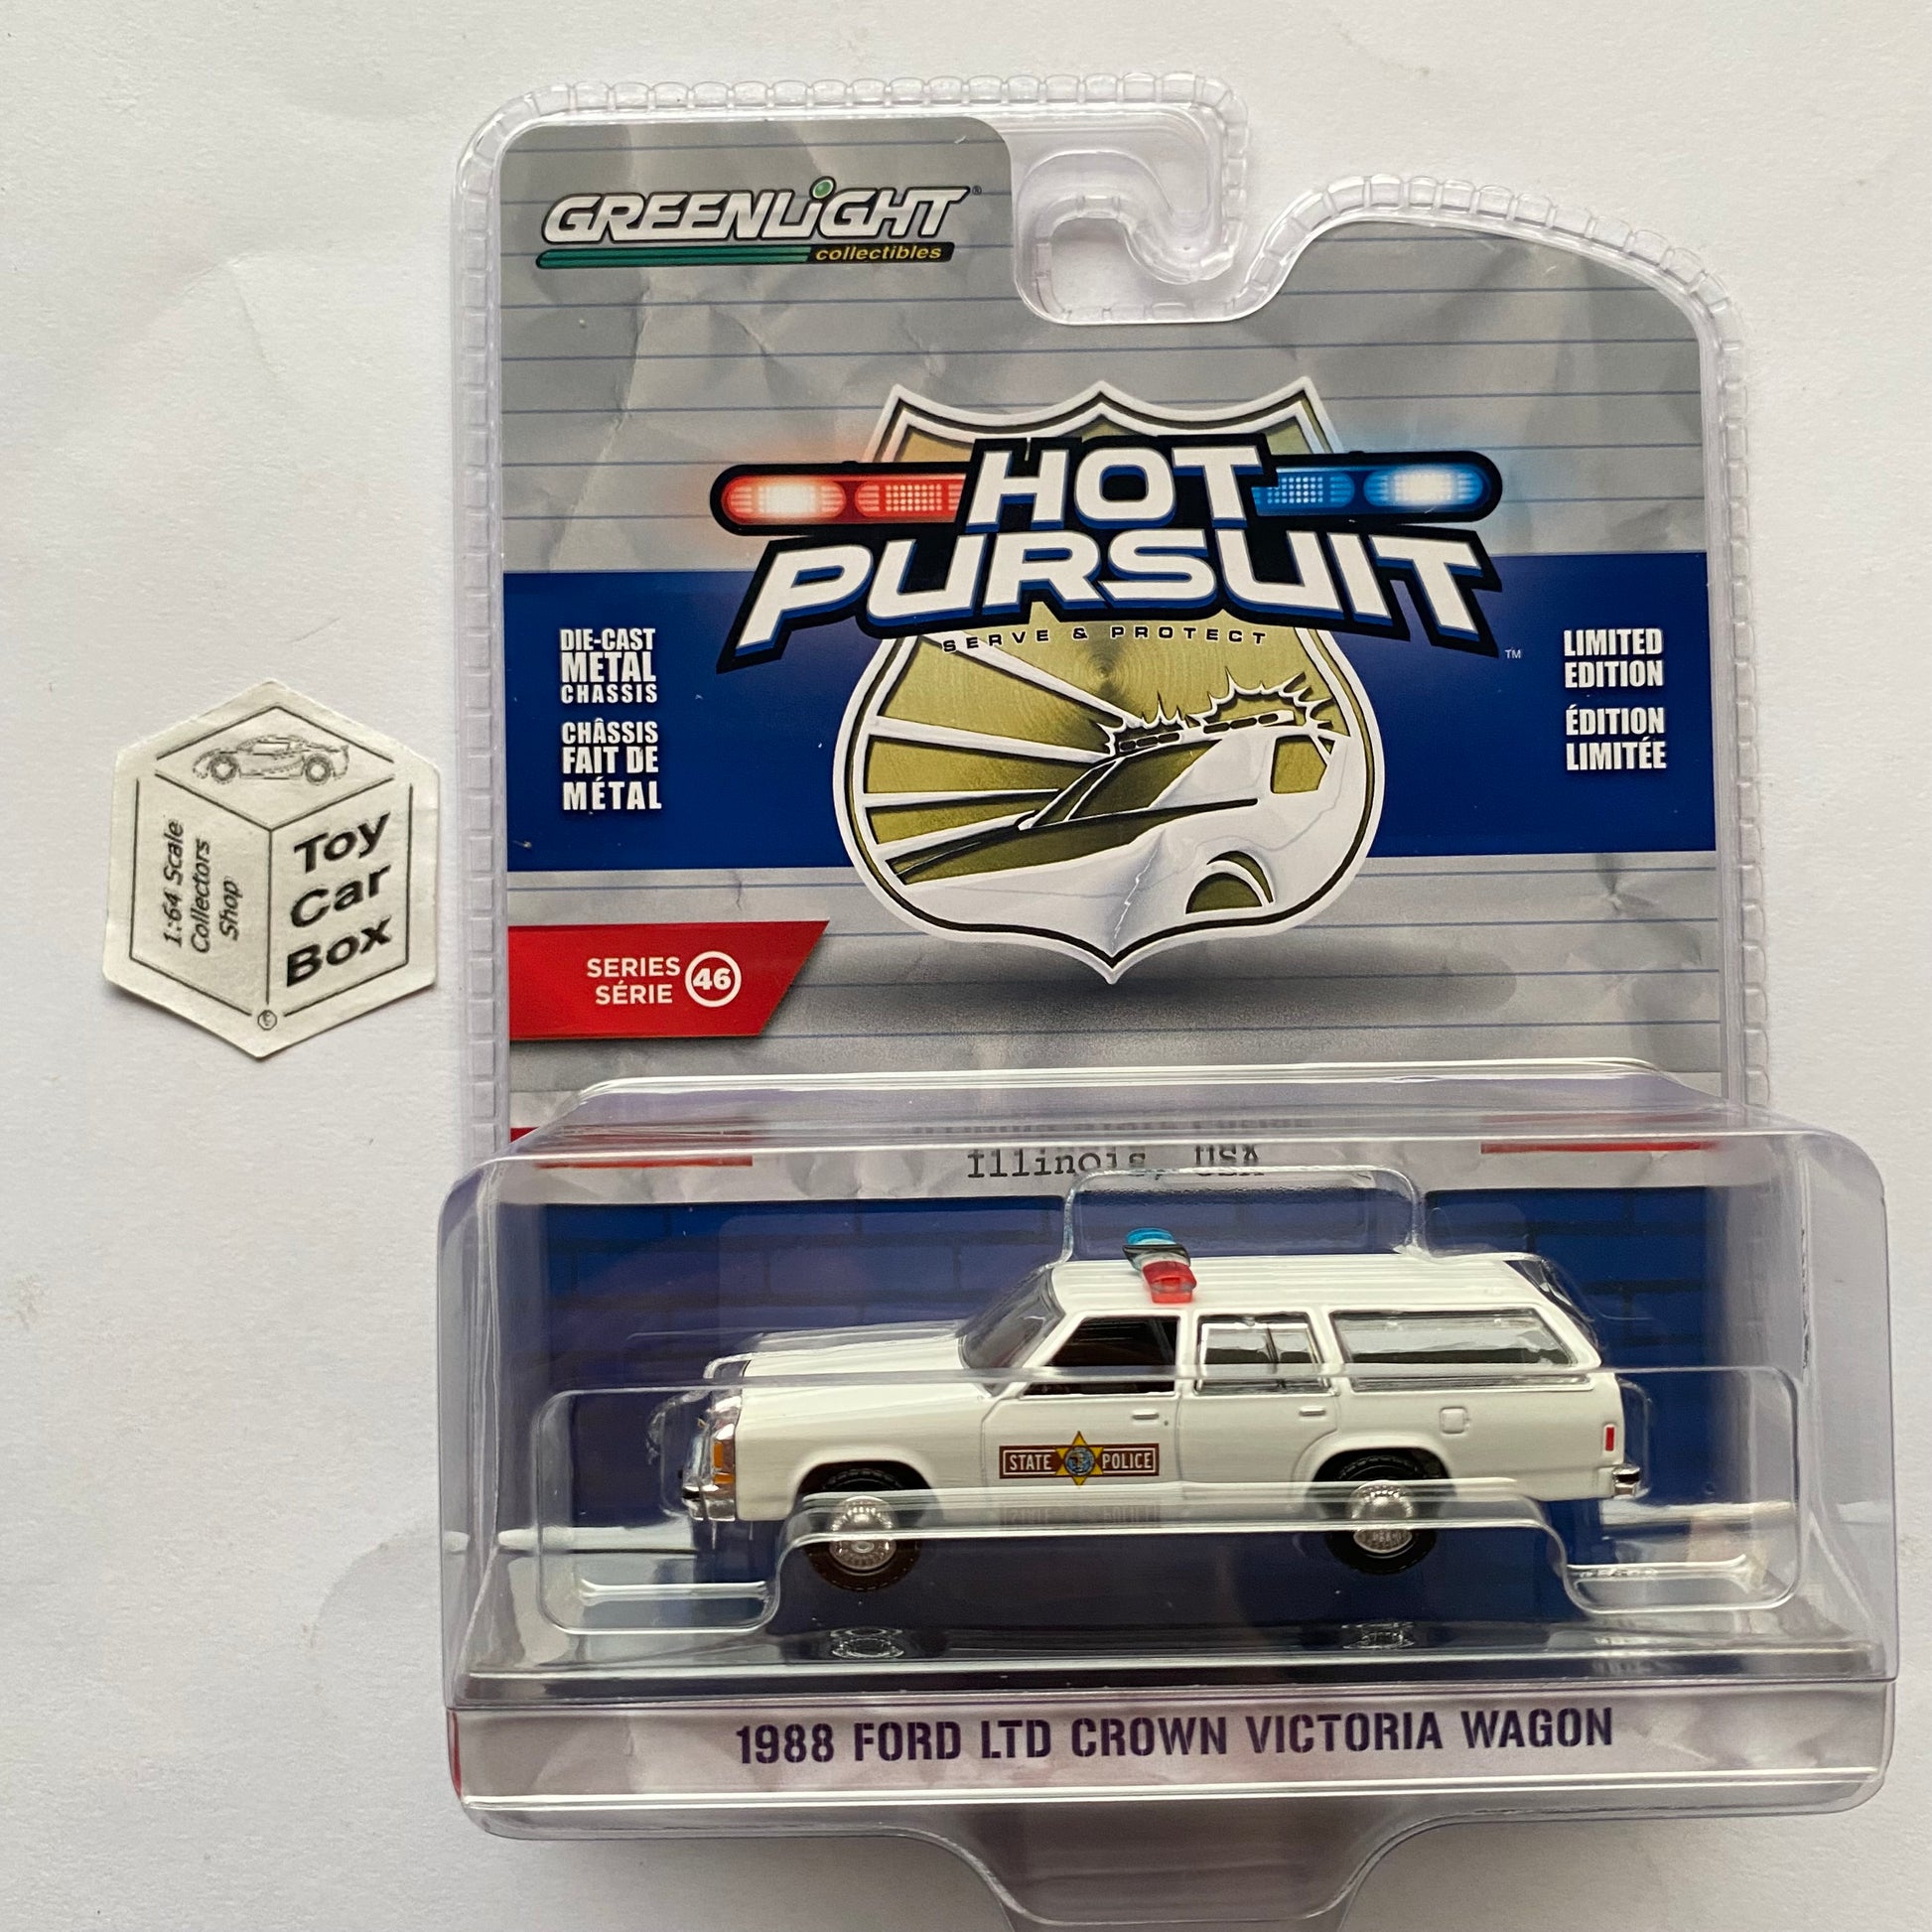 GREENLIGHT®
collectibles
HOT
PURSUIT
SERVE & PROTECT
TM
DIE-CAST
METAL
CHASSIS
CHÂSSIS
FAIT DE
MÉTAL
LIMITED
EDITION
ÉDITION
LIMITÉE
1:64 Scale
Collectors
Shop
Toy
Car
Box
SERIES 46
SÉRIE
Illinois, USA
STATE POLICE
1988 FORD LTD CROWN VICTORIA WAGON